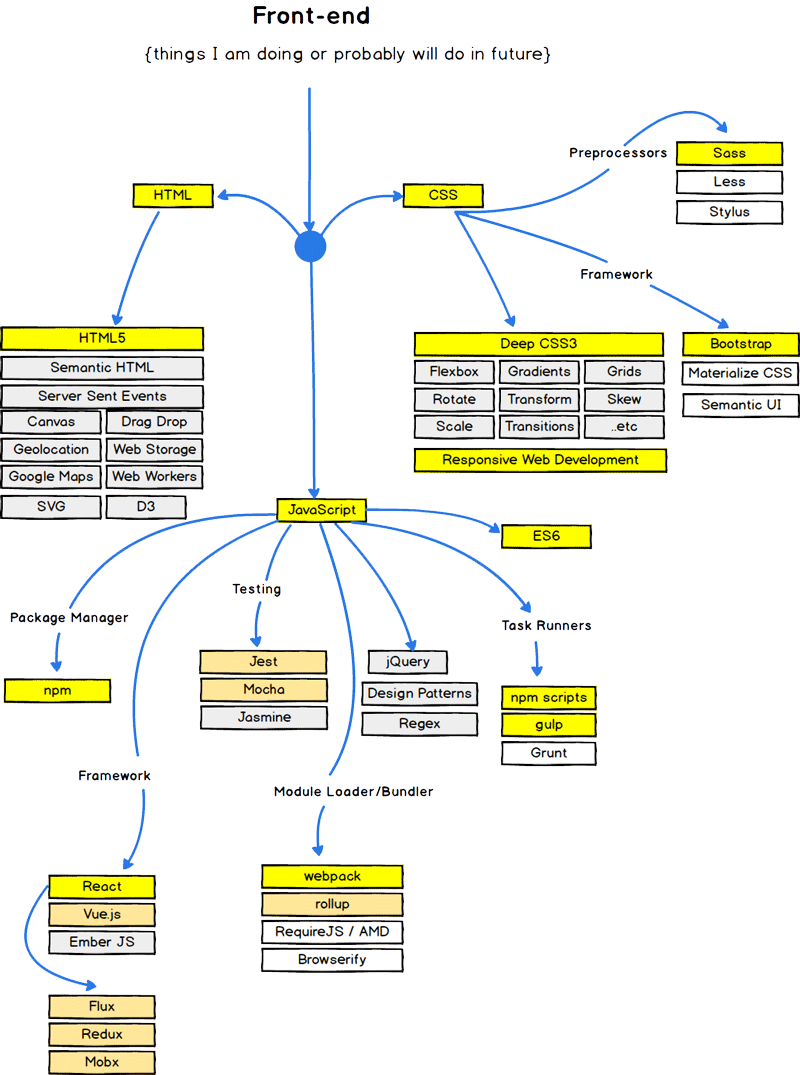 Front-end
{things I am doing or probably will do in future}
Preprocessors
Sass
Less
Stylus
HTML
CSS
Framework
HTML5
Semantic HTML
Server Sent Events
Canvas
Drag Drop
Geolocation
Web Storage
Google Maps
Web Workers
SVG
D3
Deep CSS3
Flexbox
Gradients
Grids
Rotate
Transform
Skew
Scale
Transitions
..etc
Responsive Web Development
Bootstrap
Materialize CSS
Semantic UI
JavaScript
ES6
Package Manager
npm
Testing
Jest
Mocha
Jasmine
jQuery
Design Patterns
Regex
Task Runners
npm scripts
gulp
Grunt
Framework
React
Vue.js
Ember JS
Flux
Redux
Mobx
Module Loader/Bundler
webpack
rollup
RequireJS / AMD
Browserify